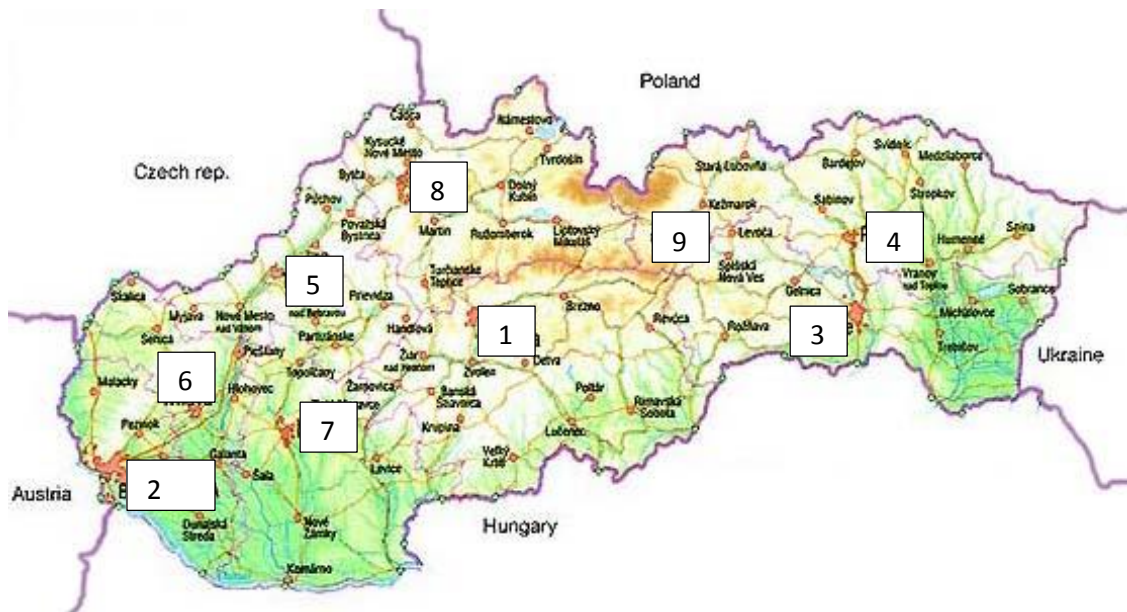 Poland
Czech rep.
Čadca
Námestovo
Kysucké
Nové Mesto
Tvrdošín
Stará Ľubovňa
Bardejov
Svidník
Medzilaborce
Bytča
8
Dolný
Kubín
Kežmarok
Sabinov
Stropkov
Púchov
Považská
Bystrica
Martin
Ružomberok
Liptovský
Mikuláš
9
Levoča
4
Humenné
Snina
5
Turčianske
Teplice
Spišská
Nová Ves
Gelnica
Vranov
nad Topľou
Skalica
Myjava
Nové Mesto
nad Váhom
nad Bebravou
Prievidza
Brezno
Michalovce
Sobrance
Senica
Partizánske
Handlová
1
Revúca
Rožňava
3
Trebišov
Ukraine
Piešťany
Topoľčany
Žiar
nad Hronom
Zvolen
Detva
Malacky
6
Hlohovec
Žarnovica
Banská
Štiavnica
Poltár
Rimavská
Sobota
Pezinok
7
Krupina
Lučenec
Galanta
Šaľa
Levice
Veľký
Krtíš
Austria
2
Dunajská
Streda
Nové
Zámky
Hungary
Komárno